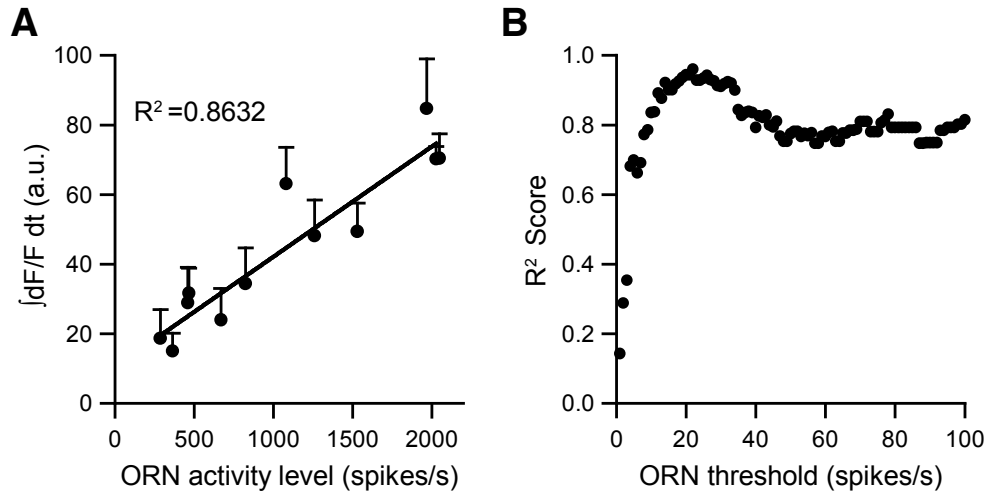 A
B
100
80
60
40
20
0
R² =0.8632
∫dF/F dt (a.u.)
0 500 1000 1500 2000
ORN activity level (spikes/s)
1.0
0.8
0.6
0.4
0.2
0.0
R² Score
0 20 40 60 80 100
ORN threshold (spikes/s)